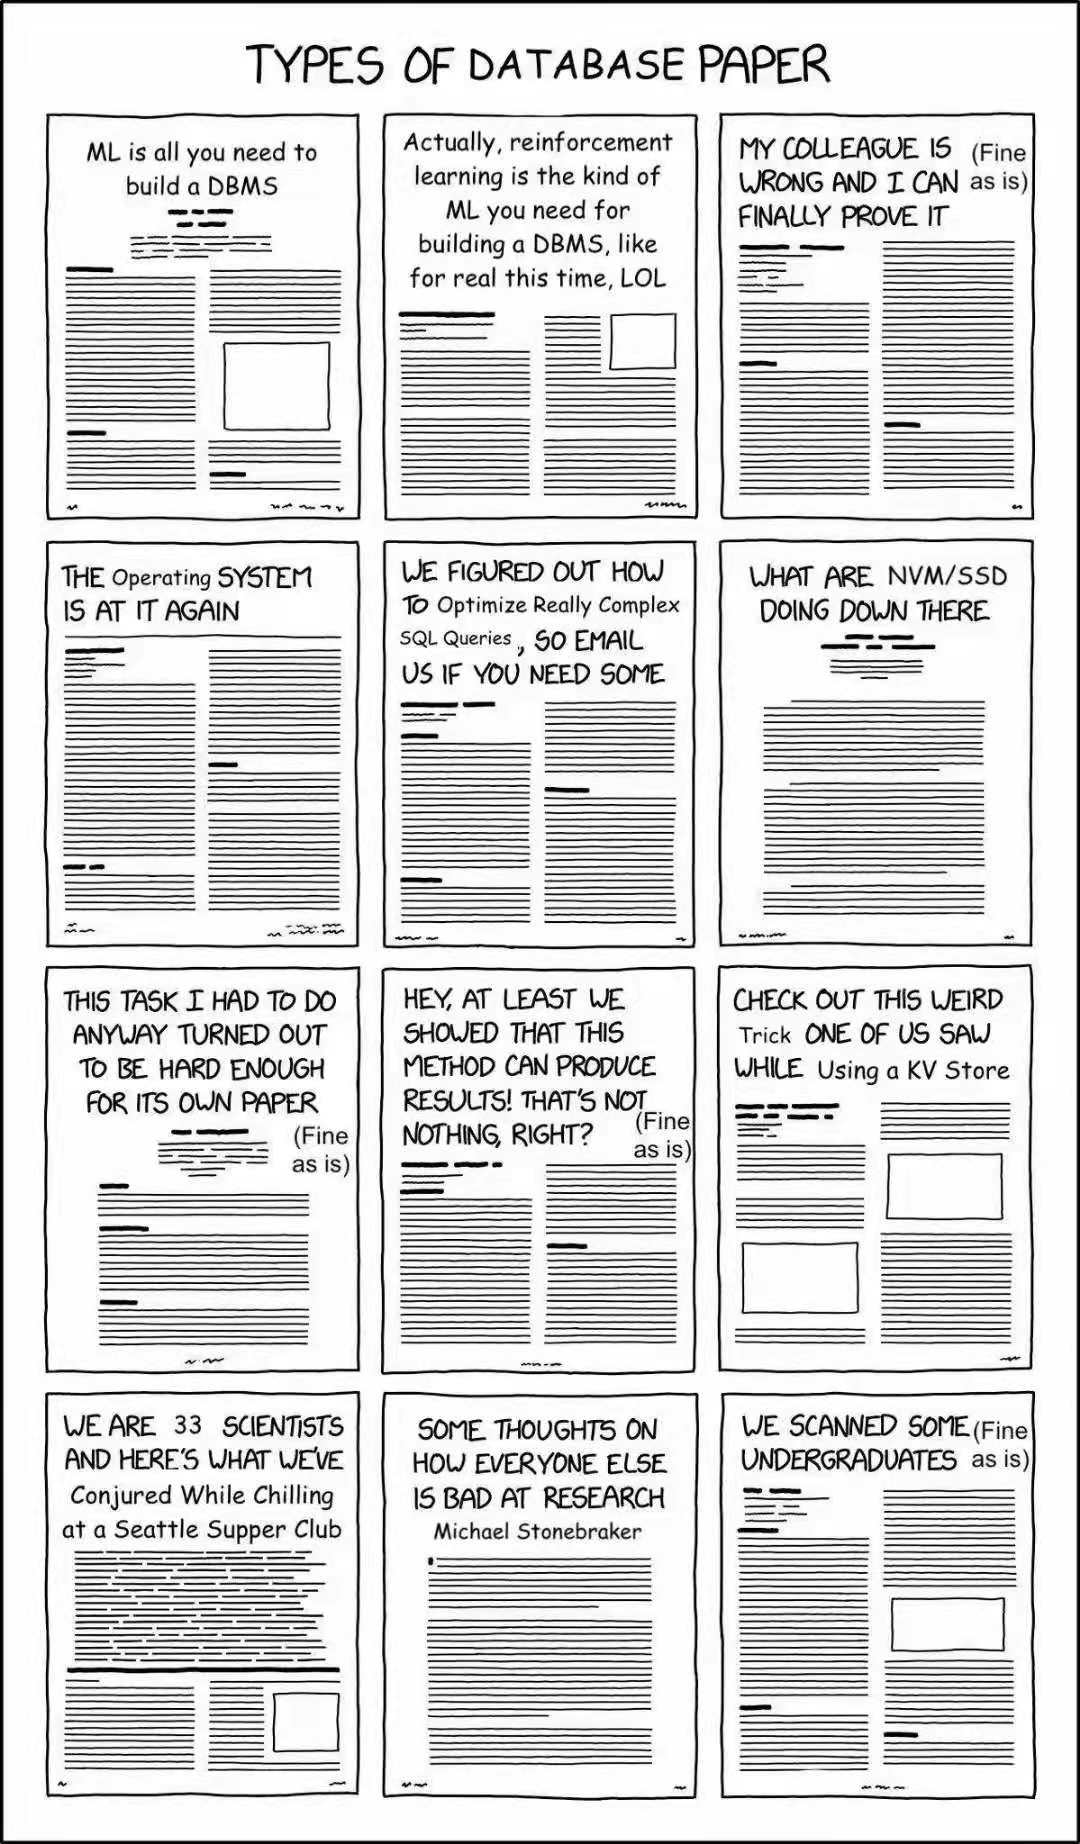 TYPES OF DATABASE PAPER
ML is all you need to
build a DBMS
Actually, reinforcement
learning is the kind of
ML you need for
building a DBMS, like
for real this time, LOL
MY COLLEAGUE IS (Fine
WRONG AND I CAN as is)
FINALLY PROVE IT
THE Operating SYSTEM
IS AT IT AGAIN
WE FIGURED OUT HOW
TO Optimize Really Complex
SQL Queries, SO EMAIL
US IF YOU NEED SOME
WHAT ARE NVM/SSD
DOING DOWN THERE
THIS TASK I HAD TO DO
ANYWAY TURNED OUT
TO BE HARD ENOUGH
FOR ITS OWN PAPER
(Fine
as is)
HEY, AT LEAST WE
SHOWED THAT THIS
METHOD CAN PRODUCE
RESULTS! THAT'S NOT
NOTHING, RIGHT?
(Fine
as is)
CHECK OUT THIS WEIRD
Trick ONE OF US SAW
WHILE Using a KV Store
WE ARE 33 SCIENTISTS
AND HERE'S WHAT WE'VE
Conjured While Chilling
at a Seattle Supper Club
SOME THOUGHTS ON
HOW EVERYONE ELSE
IS BAD AT RESEARCH
Michael Stonebraker
WE SCANNED SOME (Fine
UNDERGRADUATES as is)